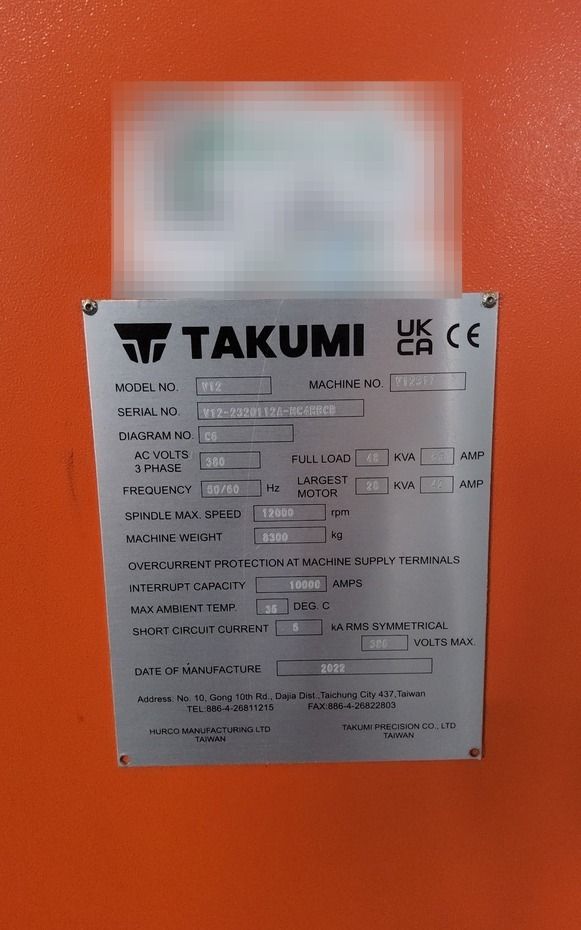 TAKUMI UK CA CE
MODEL NO. V12 MACHINE NO.
SERIAL NO.
DIAGRAM NO. C6
AC VOLTS 3 PHASE 380 FULL LOAD KVA AMP
FREQUENCY 50/60 Hz LARGEST MOTOR KVA AMP
SPINDLE MAX. SPEED 12000 rpm
MACHINE WEIGHT 8300 kg
OVERCURRENT PROTECTION AT MACHINE SUPPLY TERMINALS
INTERRUPT CAPACITY 10000 AMPS
MAX AMBIENT TEMP. 35 DEG. C
SHORT CIRCUIT CURRENT 5 kA RMS SYMMETRICAL
380 VOLTS MAX.
DATE OF MANUFACTURE 2022
Address: No. 10, Gong 10th Rd., Dajia Dist.,Taichung City 437,Taiwan
TEL:886-4-26811215 FAX:886-4-26822803
HURCO MANUFACTURING LTD TAKUMI PRECISION CO., LTD
TAIWAN TAIWAN